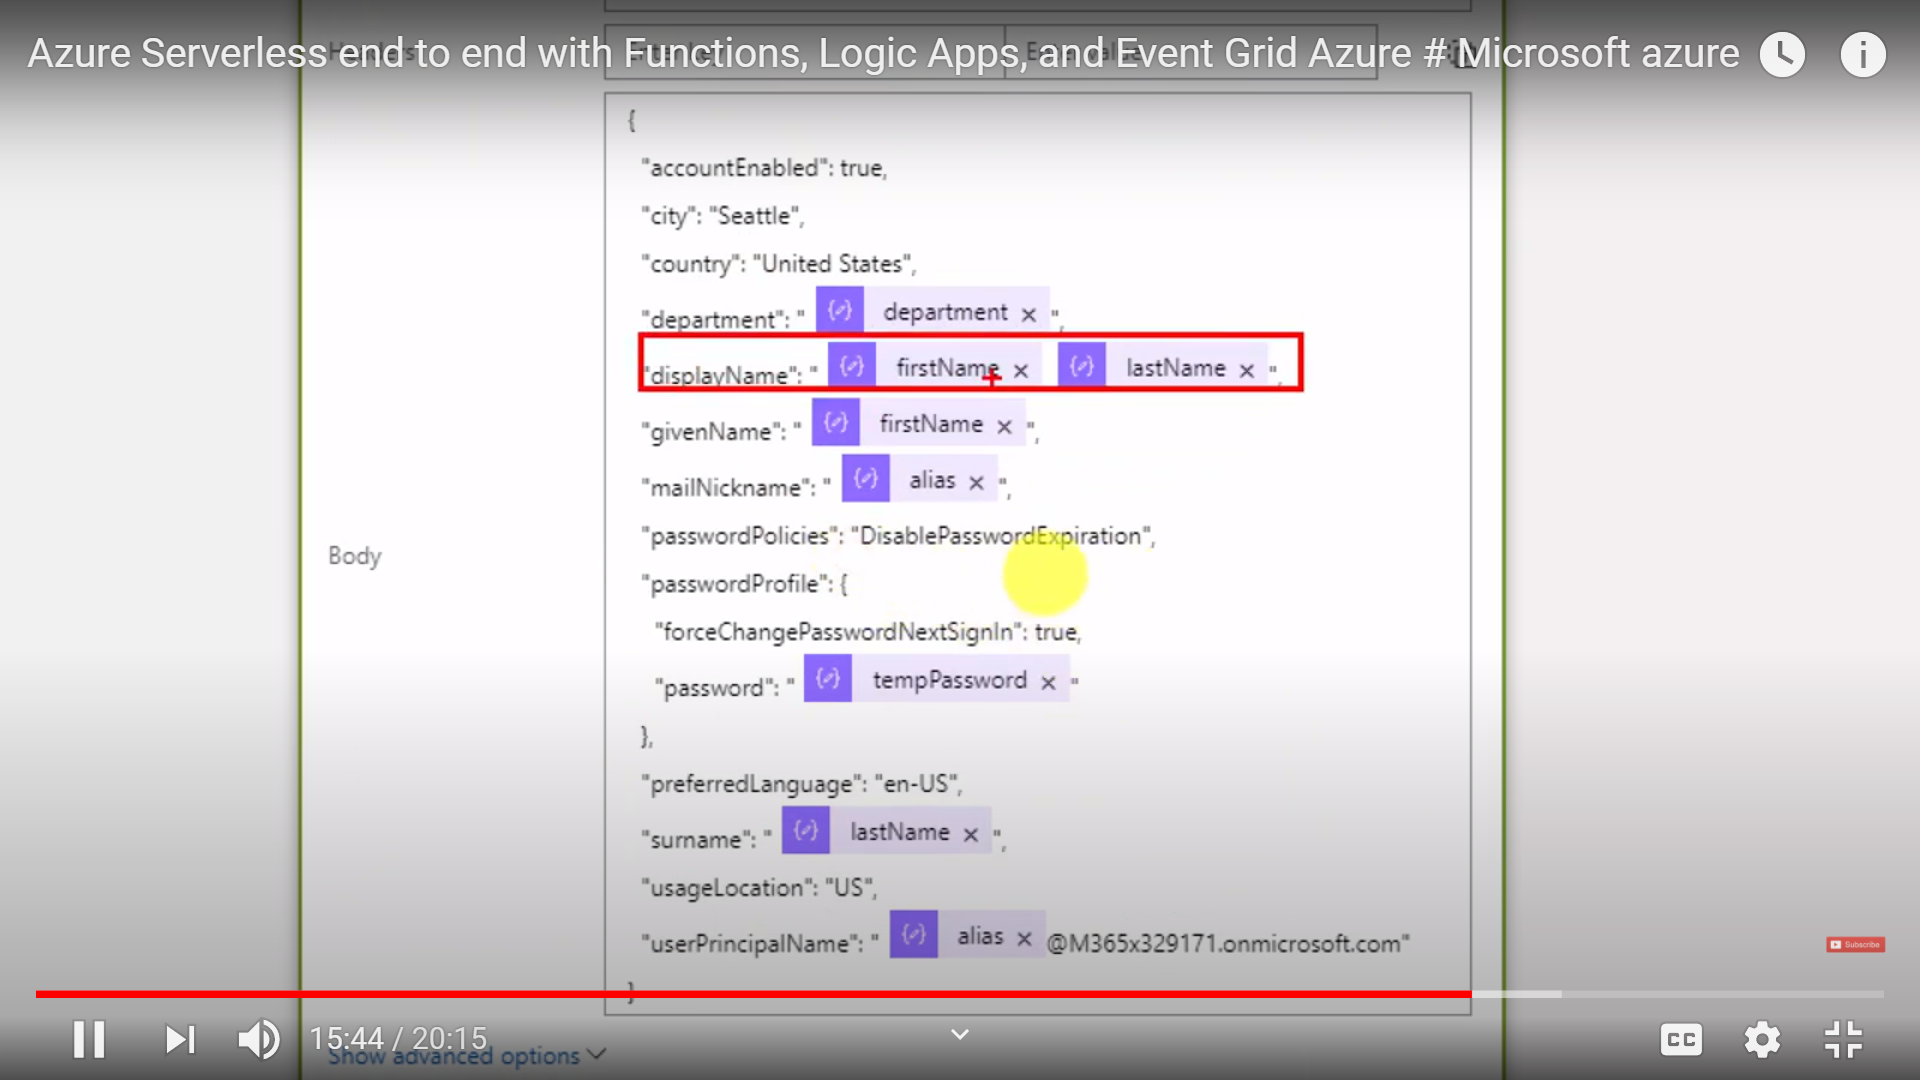 Azure Serverless end to end with Functions, Logic Apps, and Event Grid Azure # Microsoft azure
Headers
{
"accountEnabled": true,
"city": "Seattle",
"country": "United States",
"department": " department × ",
"displayName": " firstName × lastName × ",
"givenName": " firstName × ",
"mailNickname": " alias × ",
"passwordPolicies": "DisablePasswordExpiration",
Body
"passwordProfile": {
"forceChangePasswordNextSignIn": true,
"password": " tempPassword × "
},
"preferredLanguage": "en-US",
"surname": " lastName × ",
"usageLocation": "US",
"userPrincipalName": " alias × @M365x329171.onmicrosoft.com"
}
Subscribe
15:44 / 20:15
CC
Show advanced options